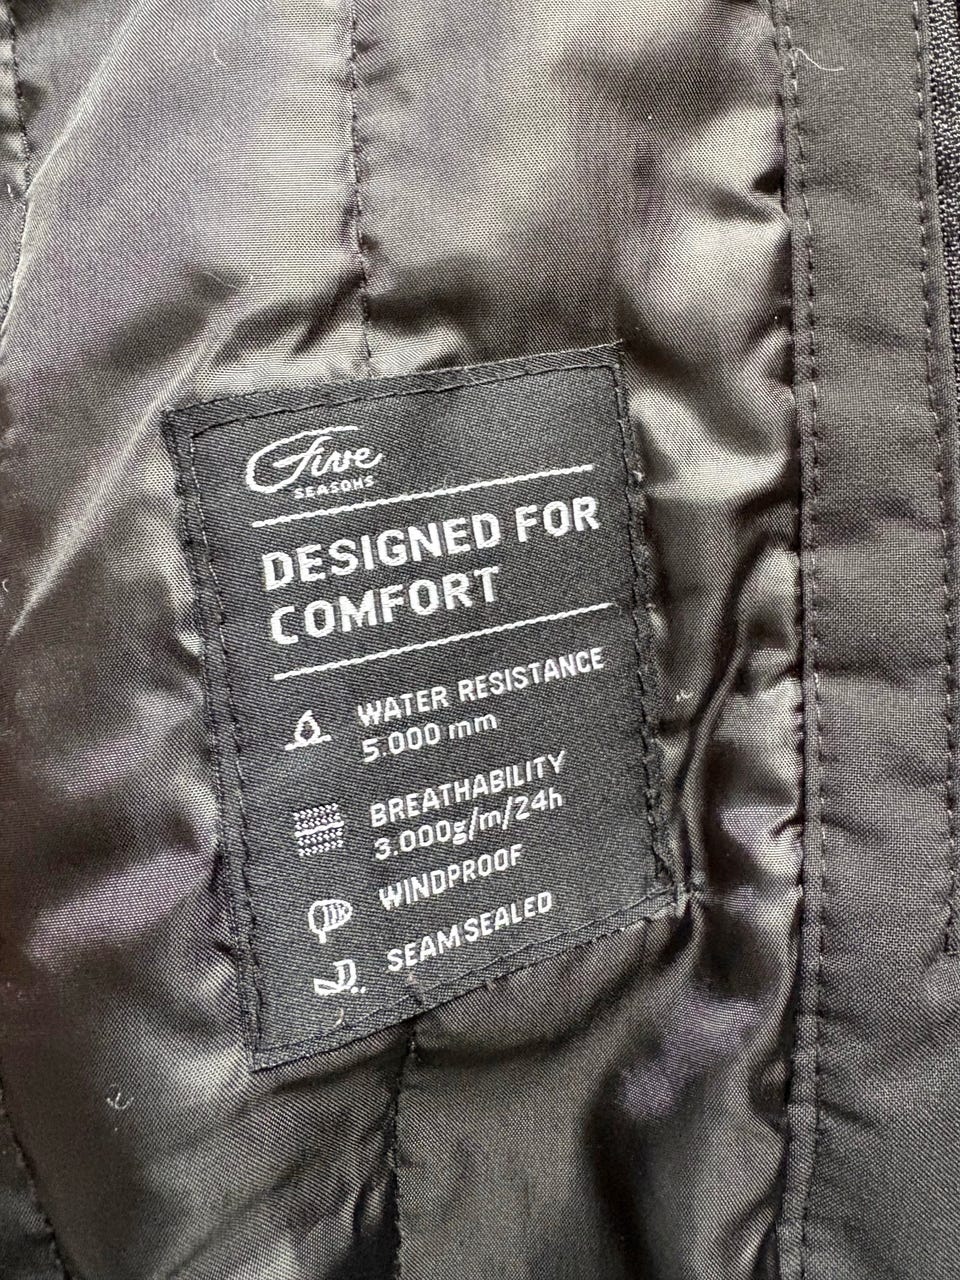 Five
SEASONS
DESIGNED FOR
COMFORT
WATER RESISTANCE
5.000 mm
BREATHABILITY
3.000g/m/24h
WINDPROOF
SEAMSEALED